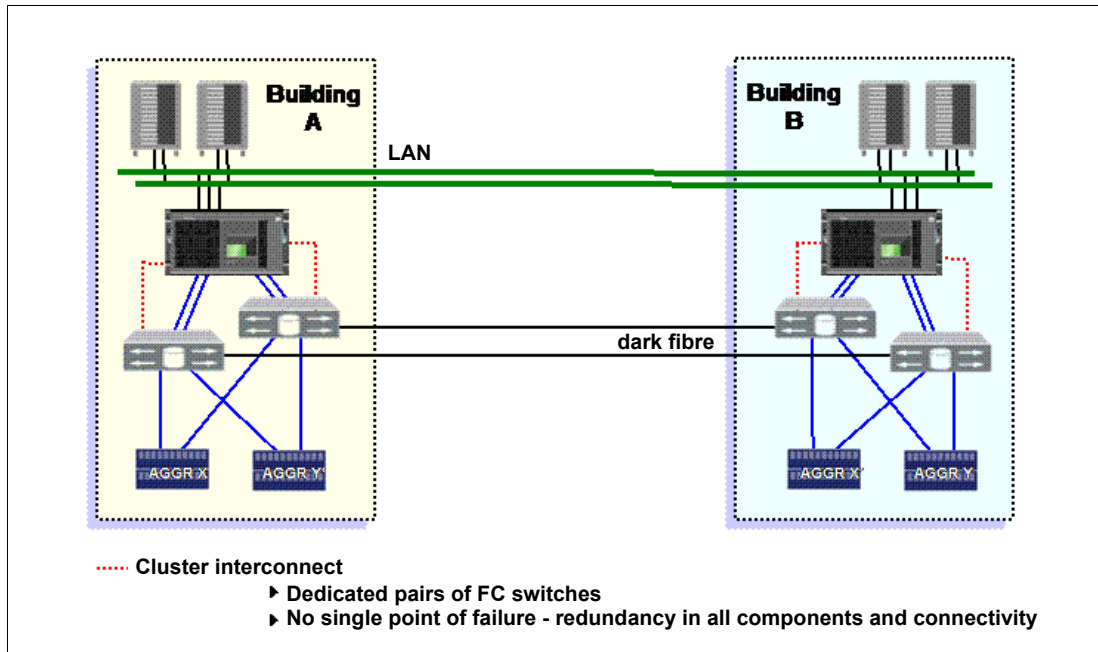 Building
A
Building
B
LAN
dark fibre
AGGR X
AGGR Y'
AGGR X'
AGGR Y
Cluster interconnect
Dedicated pairs of FC switches
No single point of failure - redundancy in all components and connectivity